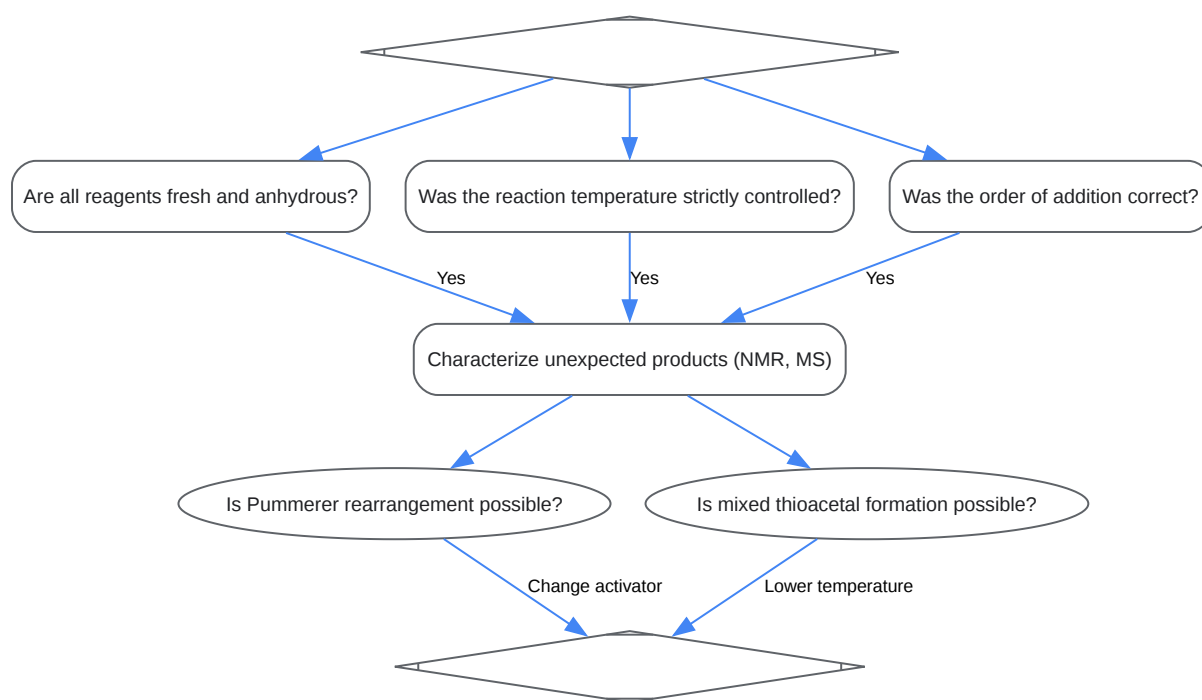 Are all reagents fresh and anhydrous?
Was the reaction temperature strictly controlled?
Was the order of addition correct?
Yes
Yes
Yes
Characterize unexpected products (NMR, MS)
Is Pummerer rearrangement possible?
Is mixed thioacetal formation possible?
Change activator
Lower temperature